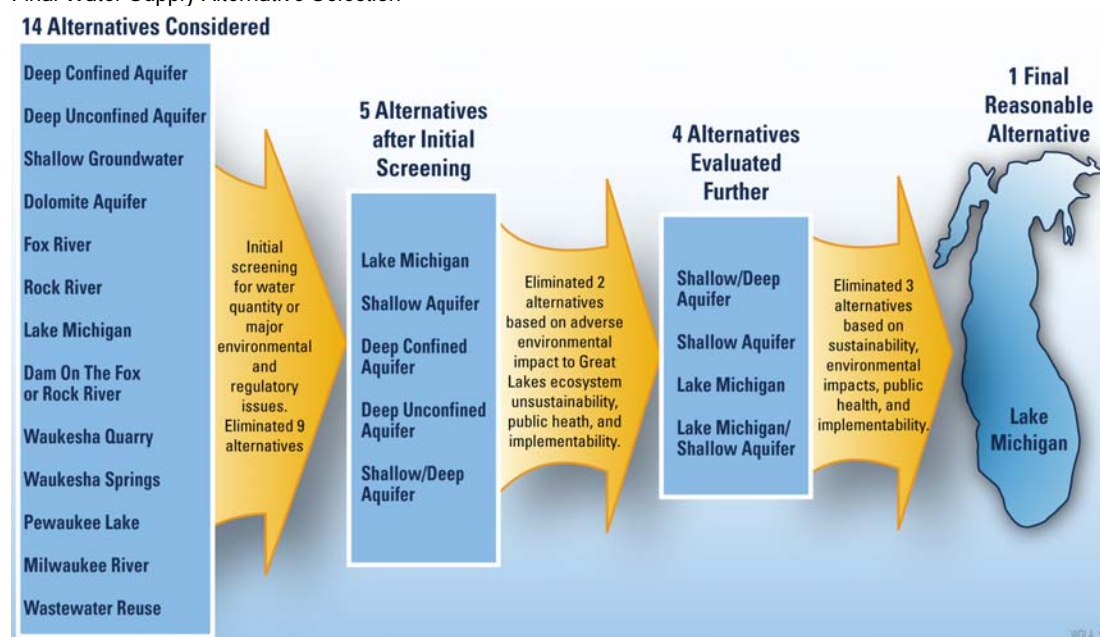 Final Water Supply Alternative Selection
14 Alternatives Considered
Deep Confined Aquifer
Deep Unconfined Aquifer
Shallow Groundwater
Dolomite Aquifer
Fox River
Rock River
Lake Michigan
Dam On The Fox
or Rock River
Waukesha Quarry
Waukesha Springs
Pewaukee Lake
Milwaukee River
Wastewater Reuse
Initial
screening
for water
quantity or
major
environmental
and
regulatory
issues.
Eliminated 9
alternatives
5 Alternatives
after Initial
Screening
Lake Michigan
Shallow Aquifer
Deep Confined
Aquifer
Deep Unconfined
Aquifer
Shallow/Deep
Aquifer
Eliminated 2
alternatives
based on adverse
environmental
impact to Great
Lakes ecosystem
unsustainability,
public heath, and
implementability.
4 Alternatives
Evaluated
Further
Shallow/Deep
Aquifer
Shallow Aquifer
Lake Michigan
Lake Michigan/
Shallow Aquifer
Eliminated 3
alternatives
based on
sustainability,
environmental
impacts, public
health, and
implementability.
1 Final
Reasonable
Alternative
Lake
Michigan